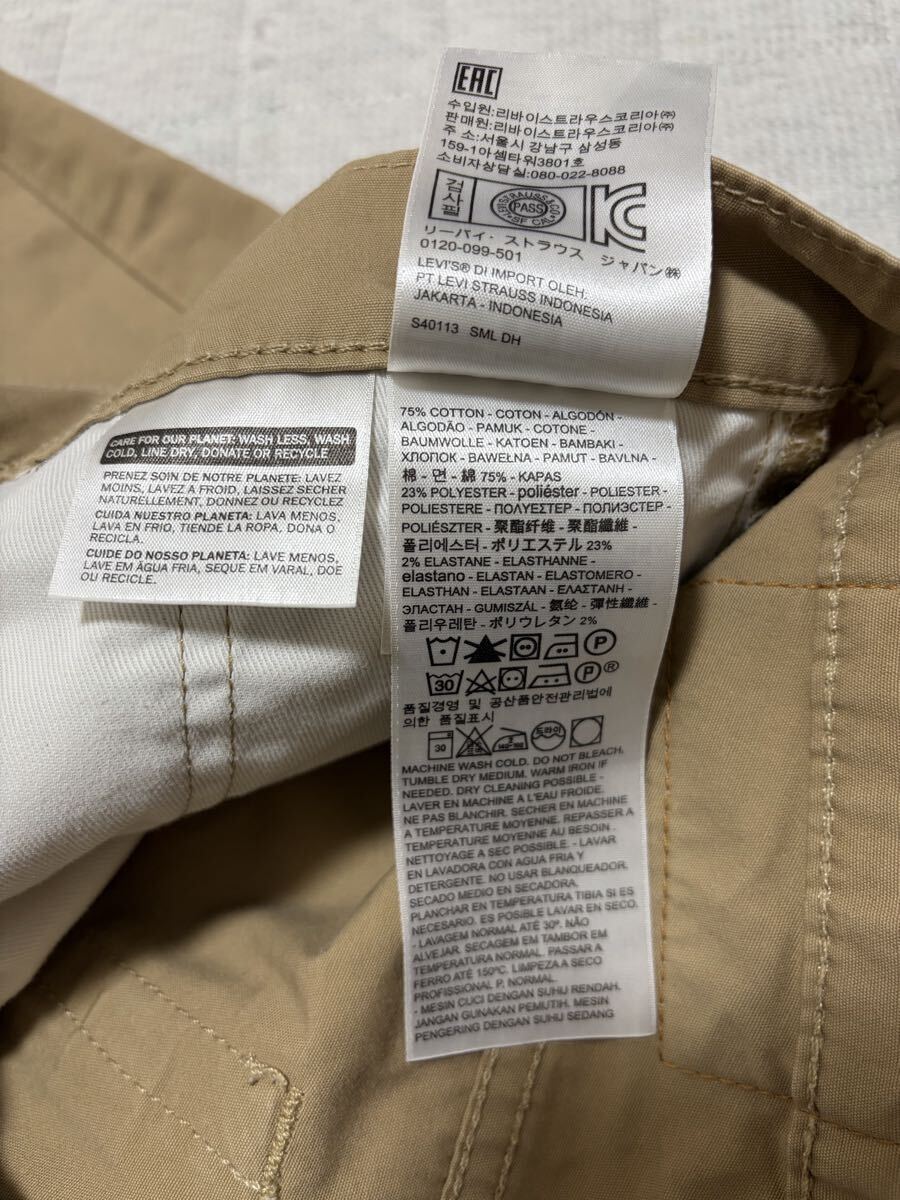 EAC
수입원:리바이스트라우스코리아㈜
판매원:리바이스트라우스코리아㈜
주 소:서울시 강남구 삼성동
159-1아셈타워3801호
소비자상담실:080-022-8088
검사필
LEVI STRAUSS & CO
PASS
SF CAL
リーバイ・ストラウス ジャパン㈱
0120-099-501
LEVI'S® DI IMPORT OLEH:
PT LEVI STRAUSS INDONESIA
JAKARTA - INDONESIA
S40113 SML DH
CARE FOR OUR PLANET: WASH LESS, WASH
COLD, LINE DRY, DONATE OR RECYCLE
PRENEZ SOIN DE NOTRE PLANETE: LAVEZ
MOINS, LAVEZ A FROID, LAISSEZ SECHER
NATURELLEMENT, DONNEZ OU RECYCLEZ
CUIDA NUESTRO PLANETA: LAVA MENOS,
LAVA EN FRIO, TIENDE LA ROPA, DONA O
RECICLA.
CUIDE DO NOSSO PLANETA: LAVE MENOS,
LAVE EM ÁGUA FRIA, SEQUE EM VARAL, DOE
OU RECICLE.
75% COTTON - COTON - ALGODÓN -
ALGODÃO - PAMUK - COTONE -
BAUMWOLLE - KATOEN - BAMBAKI -
ХЛОПОК - BAWEŁNA - PAMUT - BAVLNA -
棉 - 면 - 綿 75% - KAPAS
23% POLYESTER - poliéster - POLIESTER -
POLIESTERE - ΠΟΛΥΕΣΤΕΡ - ПОЛИЭСТЕР -
POLIÉSZTER - 聚酯纤维 - 聚酯纖維 -
폴리에스터 - ポリエステル 23%
2% ELASTANE - ELASTHANNE -
elastano - ELASTAN - ELASTOMERO -
ELASTHAN - ELASTAAN - ΕΛΑΣΤΑΝΗ -
ЭЛАСТАН - GUMISZÁL - 氨纶 - 彈性纖維 -
폴리우레탄 - ポリウレタン 2%
P
30 P ®
품질경영 및 공산품안전관리법에
의한 품질표시
30 드라이
MACHINE WASH COLD. DO NOT BLEACH.
TUMBLE DRY MEDIUM. WARM IRON IF
NEEDED. DRY CLEANING POSSIBLE -
LAVER EN MACHINE A L'EAU FROIDE.
NE PAS BLANCHIR. SECHER EN MACHINE
A TEMPERATURE MOYENNE. REPASSER A
TEMPERATURE MOYENNE AU BESOIN.
NETTOYAGE A SEC POSSIBLE. - LAVAR
EN LAVADORA CON AGUA FRIA Y
DETERGENTE. NO USAR BLANQUEADOR.
SECADO MEDIO EN SECADORA.
PLANCHAR EN TEMPERATURA TIBIA SI ES
NECESARIO. ES POSIBLE LAVAR EN SECO.
- LAVAGEM NORMAL ATÉ 30º. NÃO
ALVEJAR. SECAGEM EM TAMBOR EM
TEMPERATURA NORMAL. PASSAR A
FERRO ATÉ 150ºC. LIMPEZA A SECO
PROFISSIONAL P, NORMAL.
- MESIN CUCI DENGAN SUHU RENDAH.
JANGAN GUNAKAN PEMUTIH. MESIN
PENGERING DENGAN SUHU SEDANG